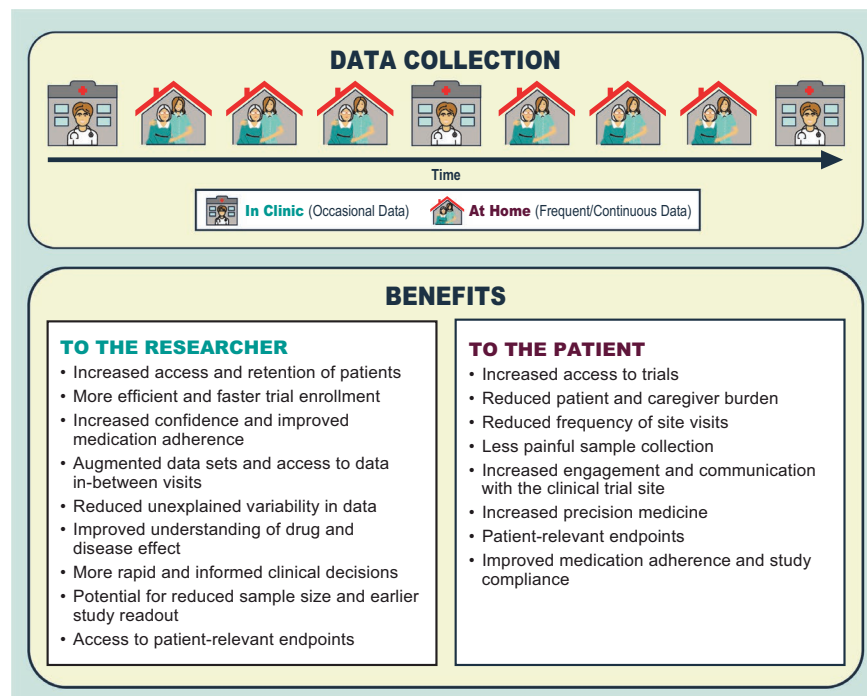 DATA COLLECTION
Time
In Clinic (Occasional Data)
At Home (Frequent/Continuous Data)
BENEFITS
TO THE RESEARCHER
• Increased access and retention of patients
• More efficient and faster trial enrollment
• Increased confidence and improved
medication adherence
• Augmented data sets and access to data
in-between visits
• Reduced unexplained variability in data
• Improved understanding of drug and
disease effect
• More rapid and informed clinical decisions
• Potential for reduced sample size and earlier
study readout
• Access to patient-relevant endpoints
TO THE PATIENT
• Increased access to trials
• Reduced patient and caregiver burden
• Reduced frequency of site visits
• Less painful sample collection
• Increased engagement and communication
with the clinical trial site
• Increased precision medicine
• Patient-relevant endpoints
• Improved medication adherence and study
compliance